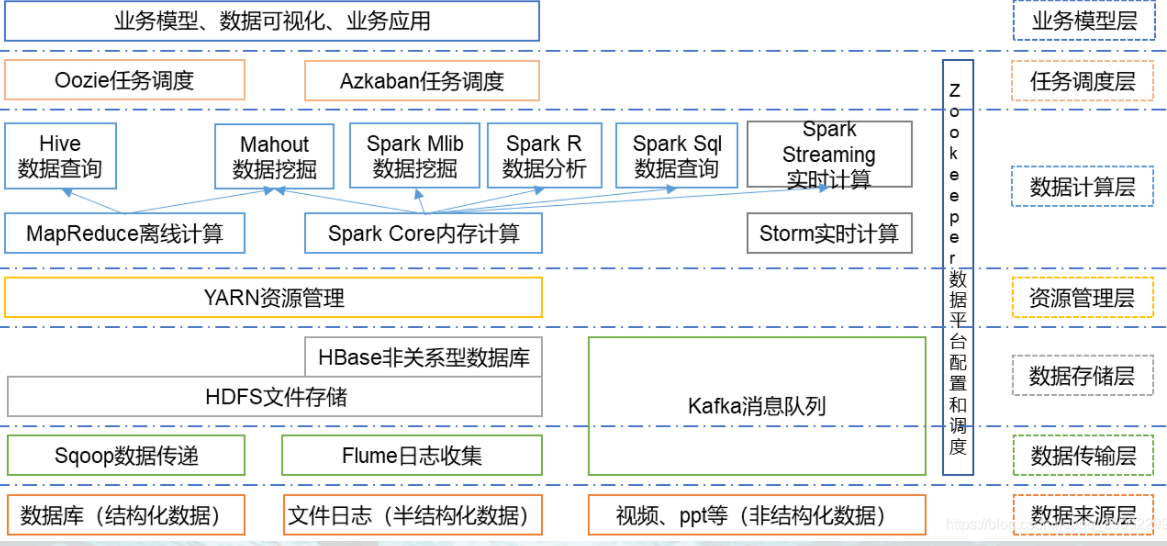 业务模型、数据可视化、业务应用
业务模型层
Oozie任务调度
Azkaban任务调度
任务调度层
Hive
数据查询
Mahout
数据挖掘
Spark Mlib
数据挖掘
Spark R
数据分析
Spark Sql
数据查询
Spark
Streaming
实时计算
Zookeeper数据平台配置和调度
数据计算层
MapReduce离线计算
Spark Core内存计算
Storm实时计算
YARN资源管理
资源管理层
HBase非关系型数据库
HDFS文件存储
Kafka消息队列
数据存储层
Sqoop数据传递
Flume日志收集
数据传输层
数据库（结构化数据）
文件日志（半结构化数据）
视频、ppt等（非结构化数据）
数据来源层